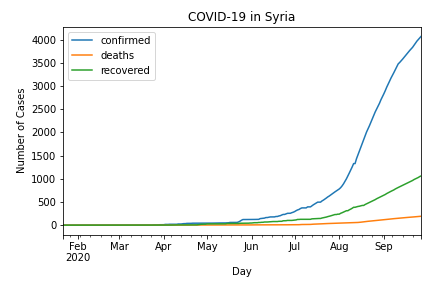 COVID-19 in Syria
confirmed
deaths
recovered
Number of Cases
4000
3500
3000
2500
2000
1500
1000
500
0
Feb Mar Apr May Jun Jul Aug Sep
2020
Day